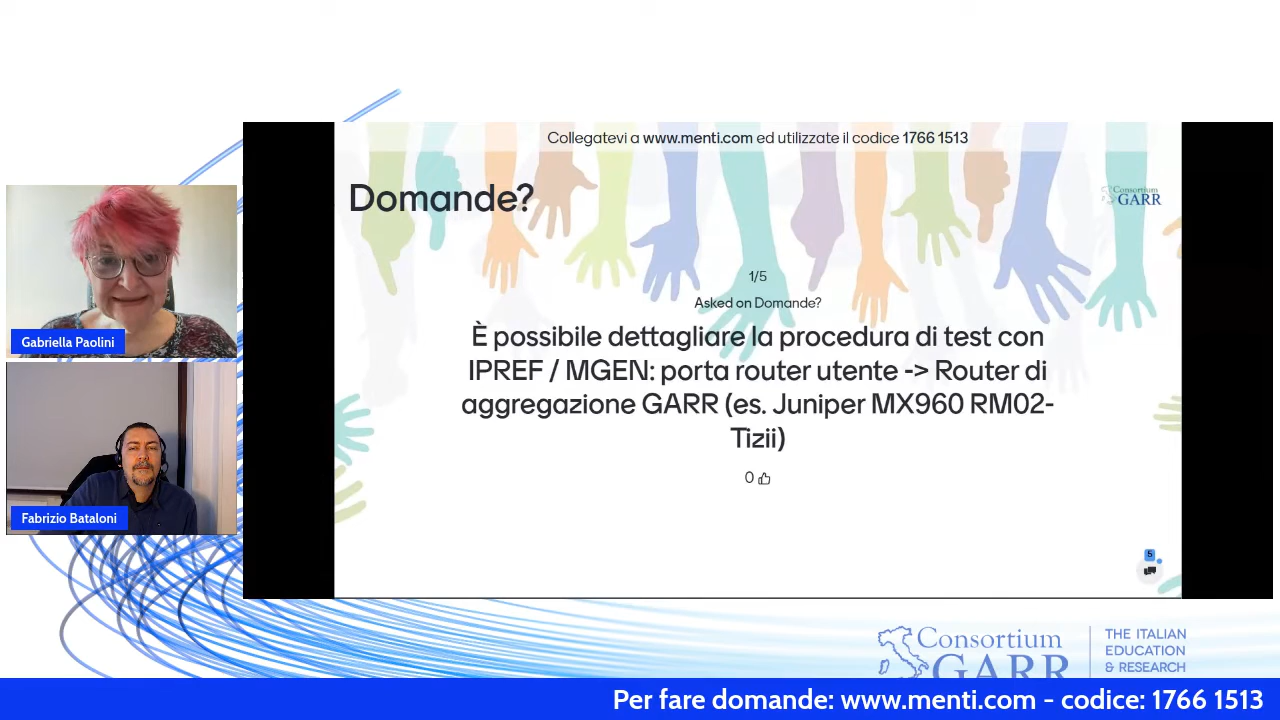 Collegatevi a www.menti.com ed utilizzate il codice 1766 1513
Domande?
Consortium
GARR
1/5
Asked on Domande?
È possibile dettagliare la procedura di test con
IPREF / MGEN: porta router utente -> Router di
aggregazione GARR (es. Juniper MX960 RM02-
Tizii)
0
5
Gabriella Paolini
Fabrizio Bataloni
Consortium
GARR
THE ITALIAN
EDUCATION
& RESEARCH
Per fare domande: www.menti.com - codice: 1766 1513